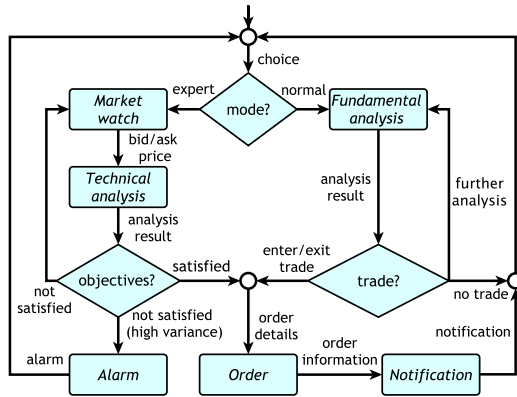 choice
expert
normal
mode?
Market
watch
Fundamental
analysis
bid/ask
price
Technical
analysis
analysis
result
further
analysis
analysis
result
enter/exit
trade
satisfied
objectives?
trade?
not
satisfied
no trade
not satisfied
(high variance)
order
details
notification
order
information
alarm
Alarm
Order
Notification